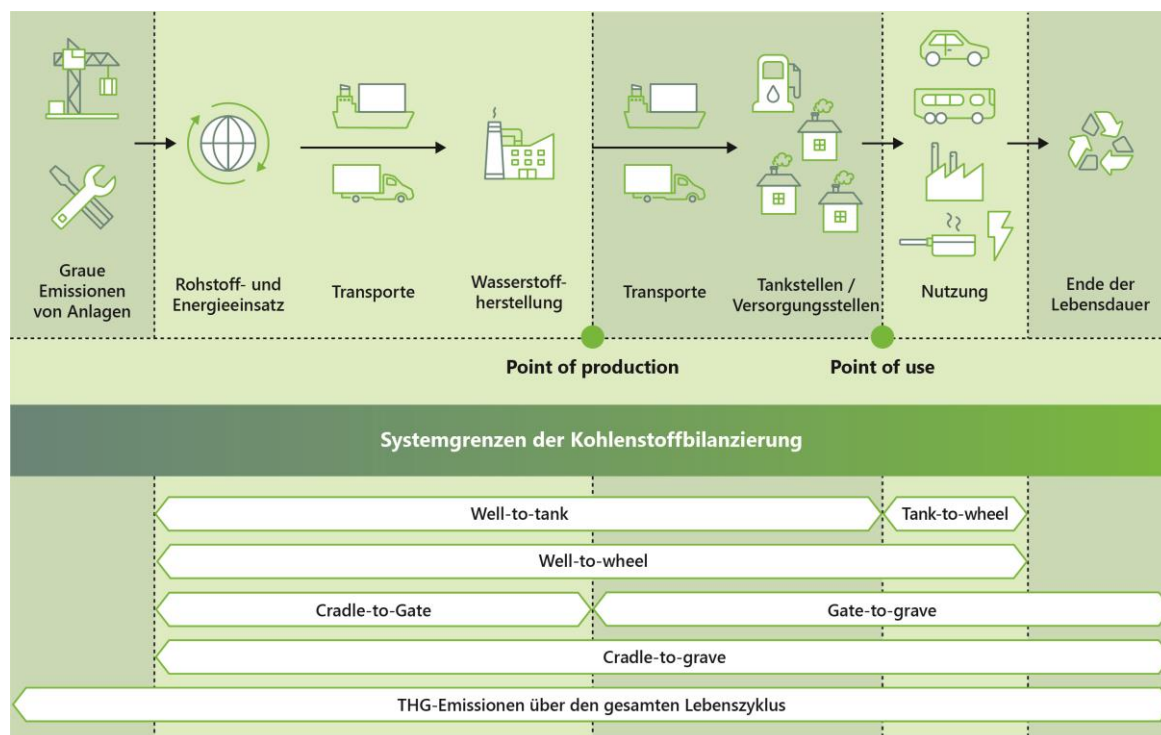 Graue
Emissionen
von Anlagen
Rohstoff- und
Energieeinsatz
Transporte
Wasserstoff-
herstellung
Transporte
Tankstellen /
Versorgungsstellen
Nutzung
Ende der
Lebensdauer
Point of production
Point of use
Systemgrenzen der Kohlenstoffbilanzierung
Well-to-tank
Tank-to-wheel
Well-to-wheel
Cradle-to-Gate
Gate-to-grave
Cradle-to-grave
THG-Emissionen über den gesamten Lebenszyklus